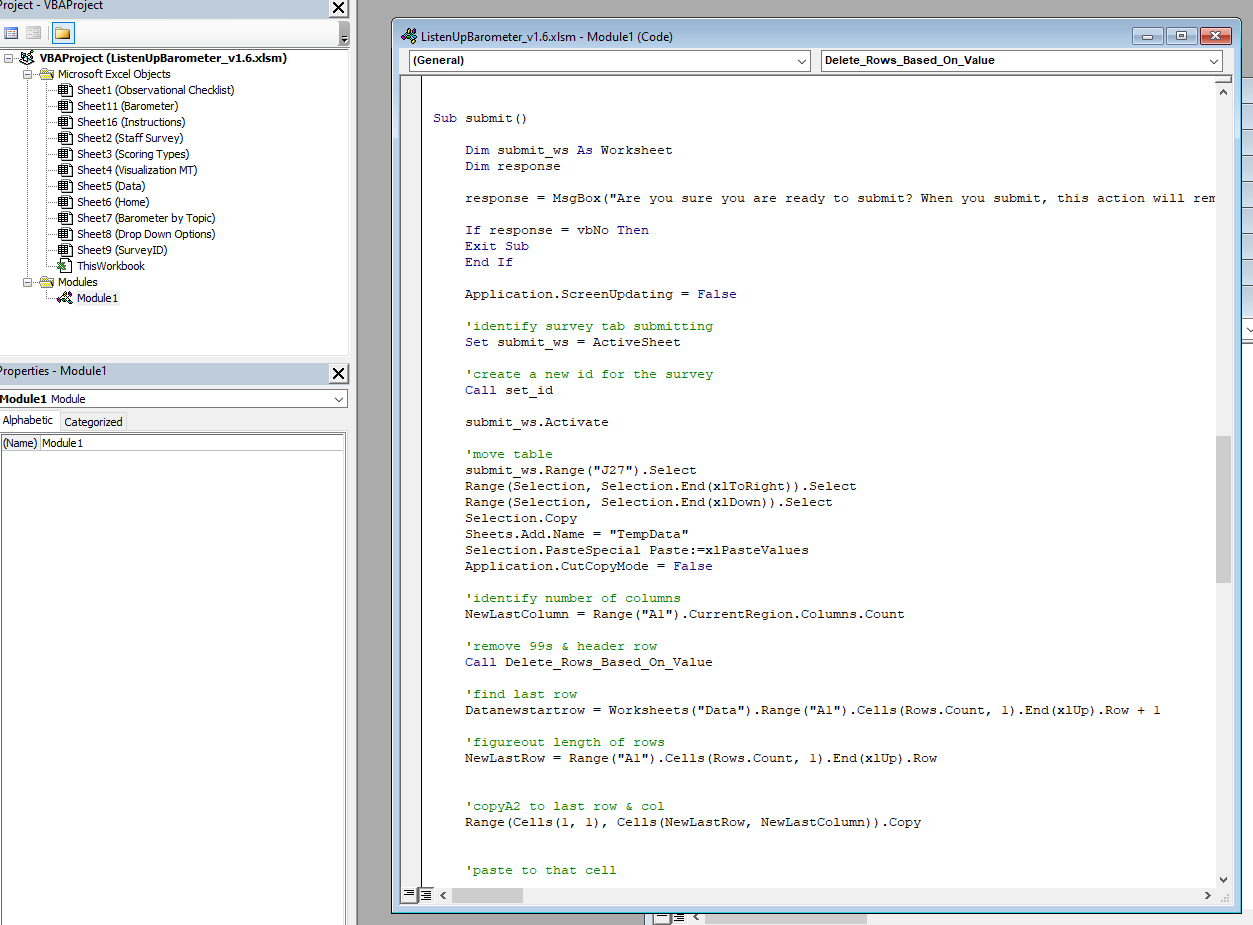 Project - VBAProject
VBAProject (ListenUpBarometer_v1.6.xlsm)
Microsoft Excel Objects
Sheet1 (Observational Checklist)
Sheet11 (Barometer)
Sheet16 (Instructions)
Sheet2 (Staff Survey)
Sheet3 (Scoring Types)
Sheet4 (Visualization MT)
Sheet5 (Data)
Sheet6 (Home)
Sheet7 (Barometer by Topic)
Sheet8 (Drop Down Options)
Sheet9 (SurveyID)
ThisWorkbook
Modules
Module1
Properties - Module1
Module1 Module
Alphabetic Categorized
(Name) Module1
ListenUpBarometer_v1.6.xlsm - Module1 (Code)
(General) Delete_Rows_Based_On_Value
Sub submit()
Dim submit_ws As Worksheet
Dim response
response = MsgBox("Are you sure you are ready to submit? When you submit, this action will rem
If response = vbNo Then
Exit Sub
End If
Application.ScreenUpdating = False
'identify survey tab submitting
Set submit_ws = ActiveSheet
'create a new id for the survey
Call set_id
submit_ws.Activate
'move table
submit_ws.Range("J27").Select
Range(Selection, Selection.End(xlToRight)).Select
Range(Selection, Selection.End(xlDown)).Select
Selection.Copy
Sheets.Add.Name = "TempData"
Selection.PasteSpecial Paste:=xlPasteValues
Application.CutCopyMode = False
'identify number of columns
NewLastColumn = Range("A1").CurrentRegion.Columns.Count
'remove 99s & header row
Call Delete_Rows_Based_On_Value
'find last row
Datanewstartrow = Worksheets("Data").Range("A1").Cells(Rows.Count, 1).End(xlUp).Row + 1
'figureout length of rows
NewLastRow = Range("A1").Cells(Rows.Count, 1).End(xlUp).Row
'copyA2 to last row & col
Range(Cells(1, 1), Cells(NewLastRow, NewLastColumn)).Copy
'paste to that cell